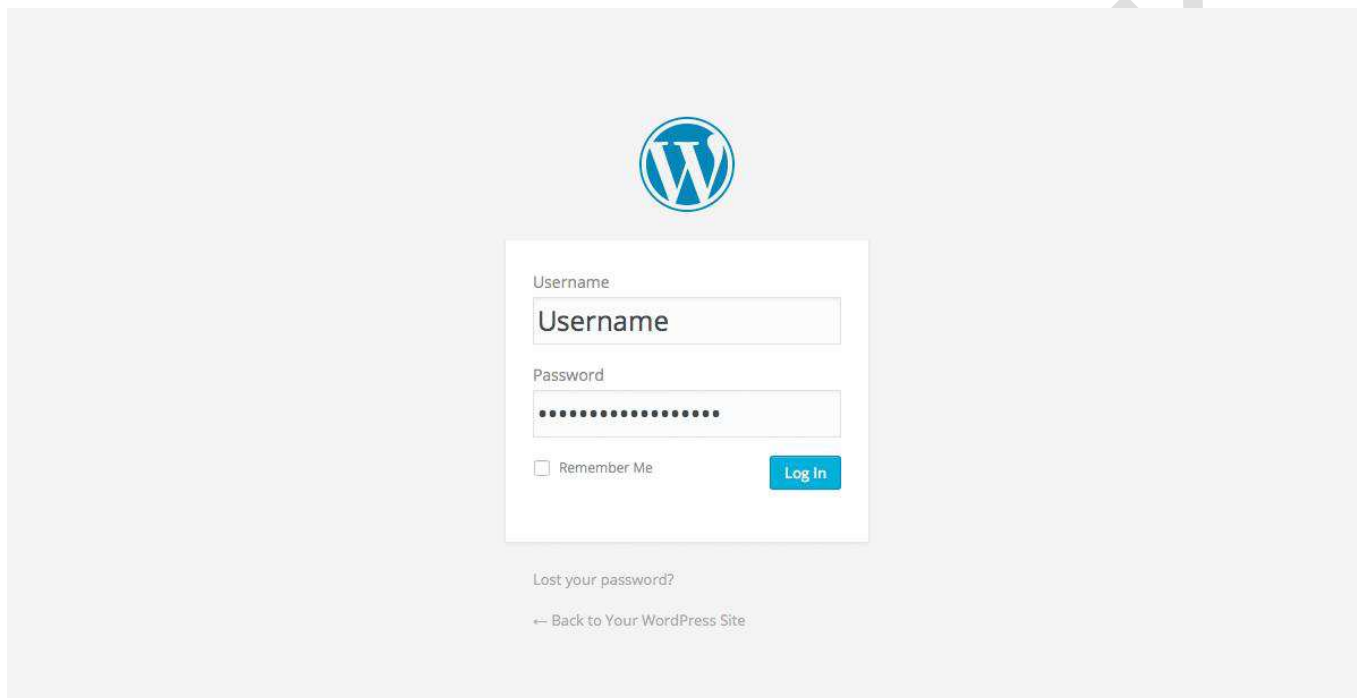 Username
Username
Password
••••••••••••••••••
Remember Me
Log In
Lost your password?
← Back to Your WordPress Site